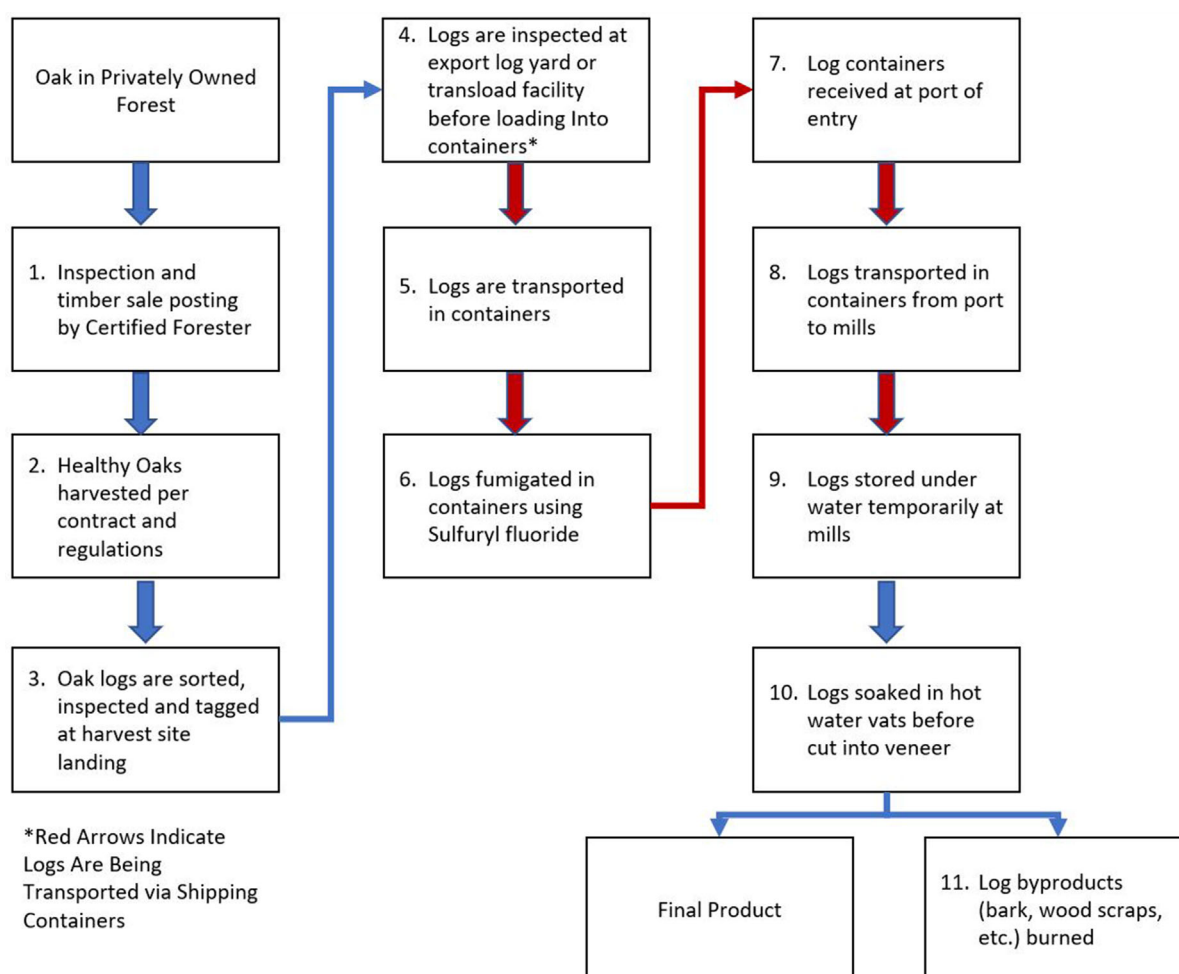 Oak in Privately Owned
Forest
1. Inspection and
timber sale posting
by Certified Forester
2. Healthy Oaks
harvested per
contract and
regulations
3. Oak logs are sorted,
inspected and tagged
at harvest site
landing
*Red Arrows Indicate
Logs Are Being
Transported via Shipping
Containers
4. Logs are inspected at
export log yard or
transload facility
before loading Into
containers*
5. Logs are transported
in containers
6. Logs fumigated in
containers using
Sulfuryl fluoride
7. Log containers
received at port of
entry
8. Logs transported in
containers from port
to mills
9. Logs stored under
water temporarily at
mills
10. Logs soaked in hot
water vats before
cut into veneer
Final Product
11. Log byproducts
(bark, wood scraps,
etc.) burned